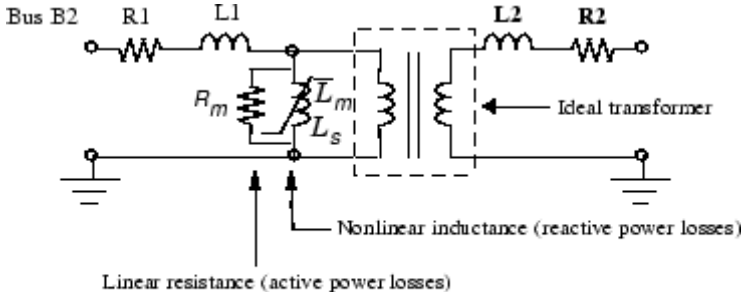 Bus B2
R1
L1
L2
R2
Rm
Lm
Ls
Ideal transformer
Nonlinear inductance (reactive power losses)
Linear resistance (active power losses)